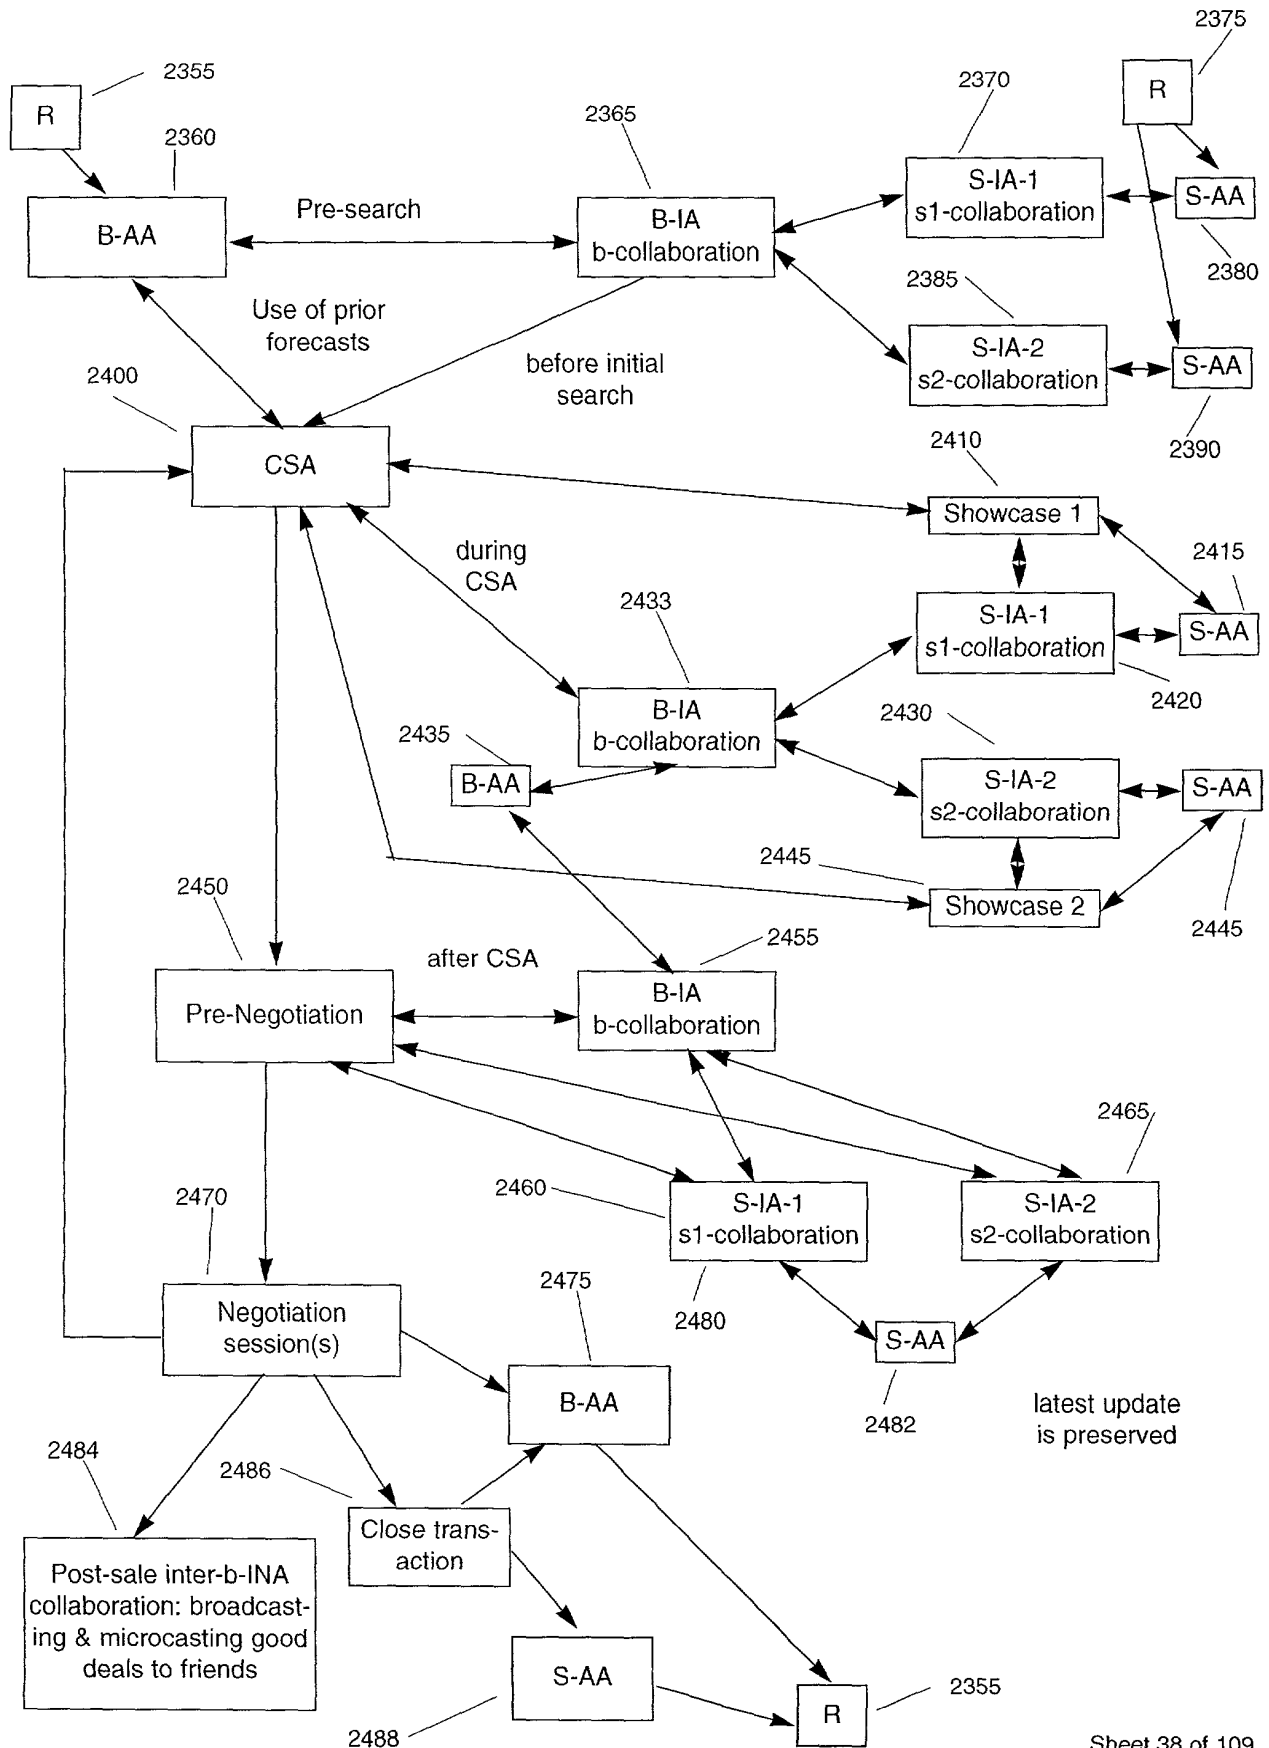 2375
2355
R
R
2370
2365
2360
S-IA-1
s1-collaboration
S-AA
B-AA
Pre-search
B-IA
b-collaboration
2380
2385
Use of prior
forecasts
S-IA-2
s2-collaboration
S-AA
before initial
search
2400
2410
2390
CSA
Showcase 1
during
CSA
2415
2433
S-IA-1
s1-collaboration
S-AA
2420
B-IA
b-collaboration
2430
2435
B-AA
S-IA-2
s2-collaboration
S-AA
2445
2450
Showcase 2
2445
after CSA
2455
Pre-Negotiation
B-IA
b-collaboration
2465
2470
2460
S-IA-1
s1-collaboration
S-IA-2
s2-collaboration
2475
2480
Negotiation
session(s)
S-AA
B-AA
latest update
is preserved
2482
2484
2486
Close trans-
action
Post-sale inter-b-INA
collaboration: broadcast-
ing & microcasting good
deals to friends
S-AA
2355
R
2488
Sheet 38 of 109